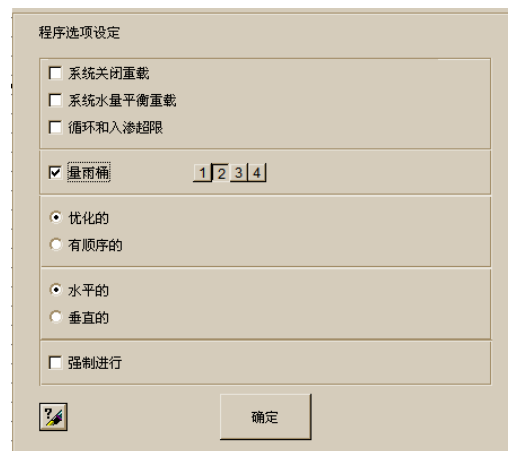 程序选项设定
系统关闭重载
系统水量平衡重载
循环和入渗超限
量雨桶 1 2 3 4
优化的
有顺序的
水平的
垂直的
强制进行
?
确定